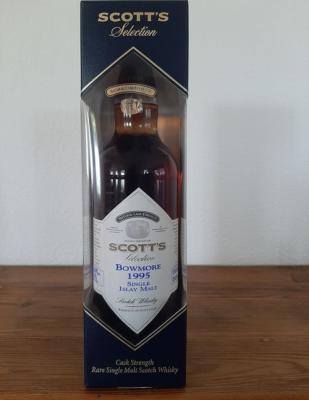 SCOTT'S
Selection
SCOTT'S
Selection
BOWMORE
1995
SINGLE
ISLAY MALT
Scotch Whisky
Cask Strength
Rare Single Malt Scotch Whisky